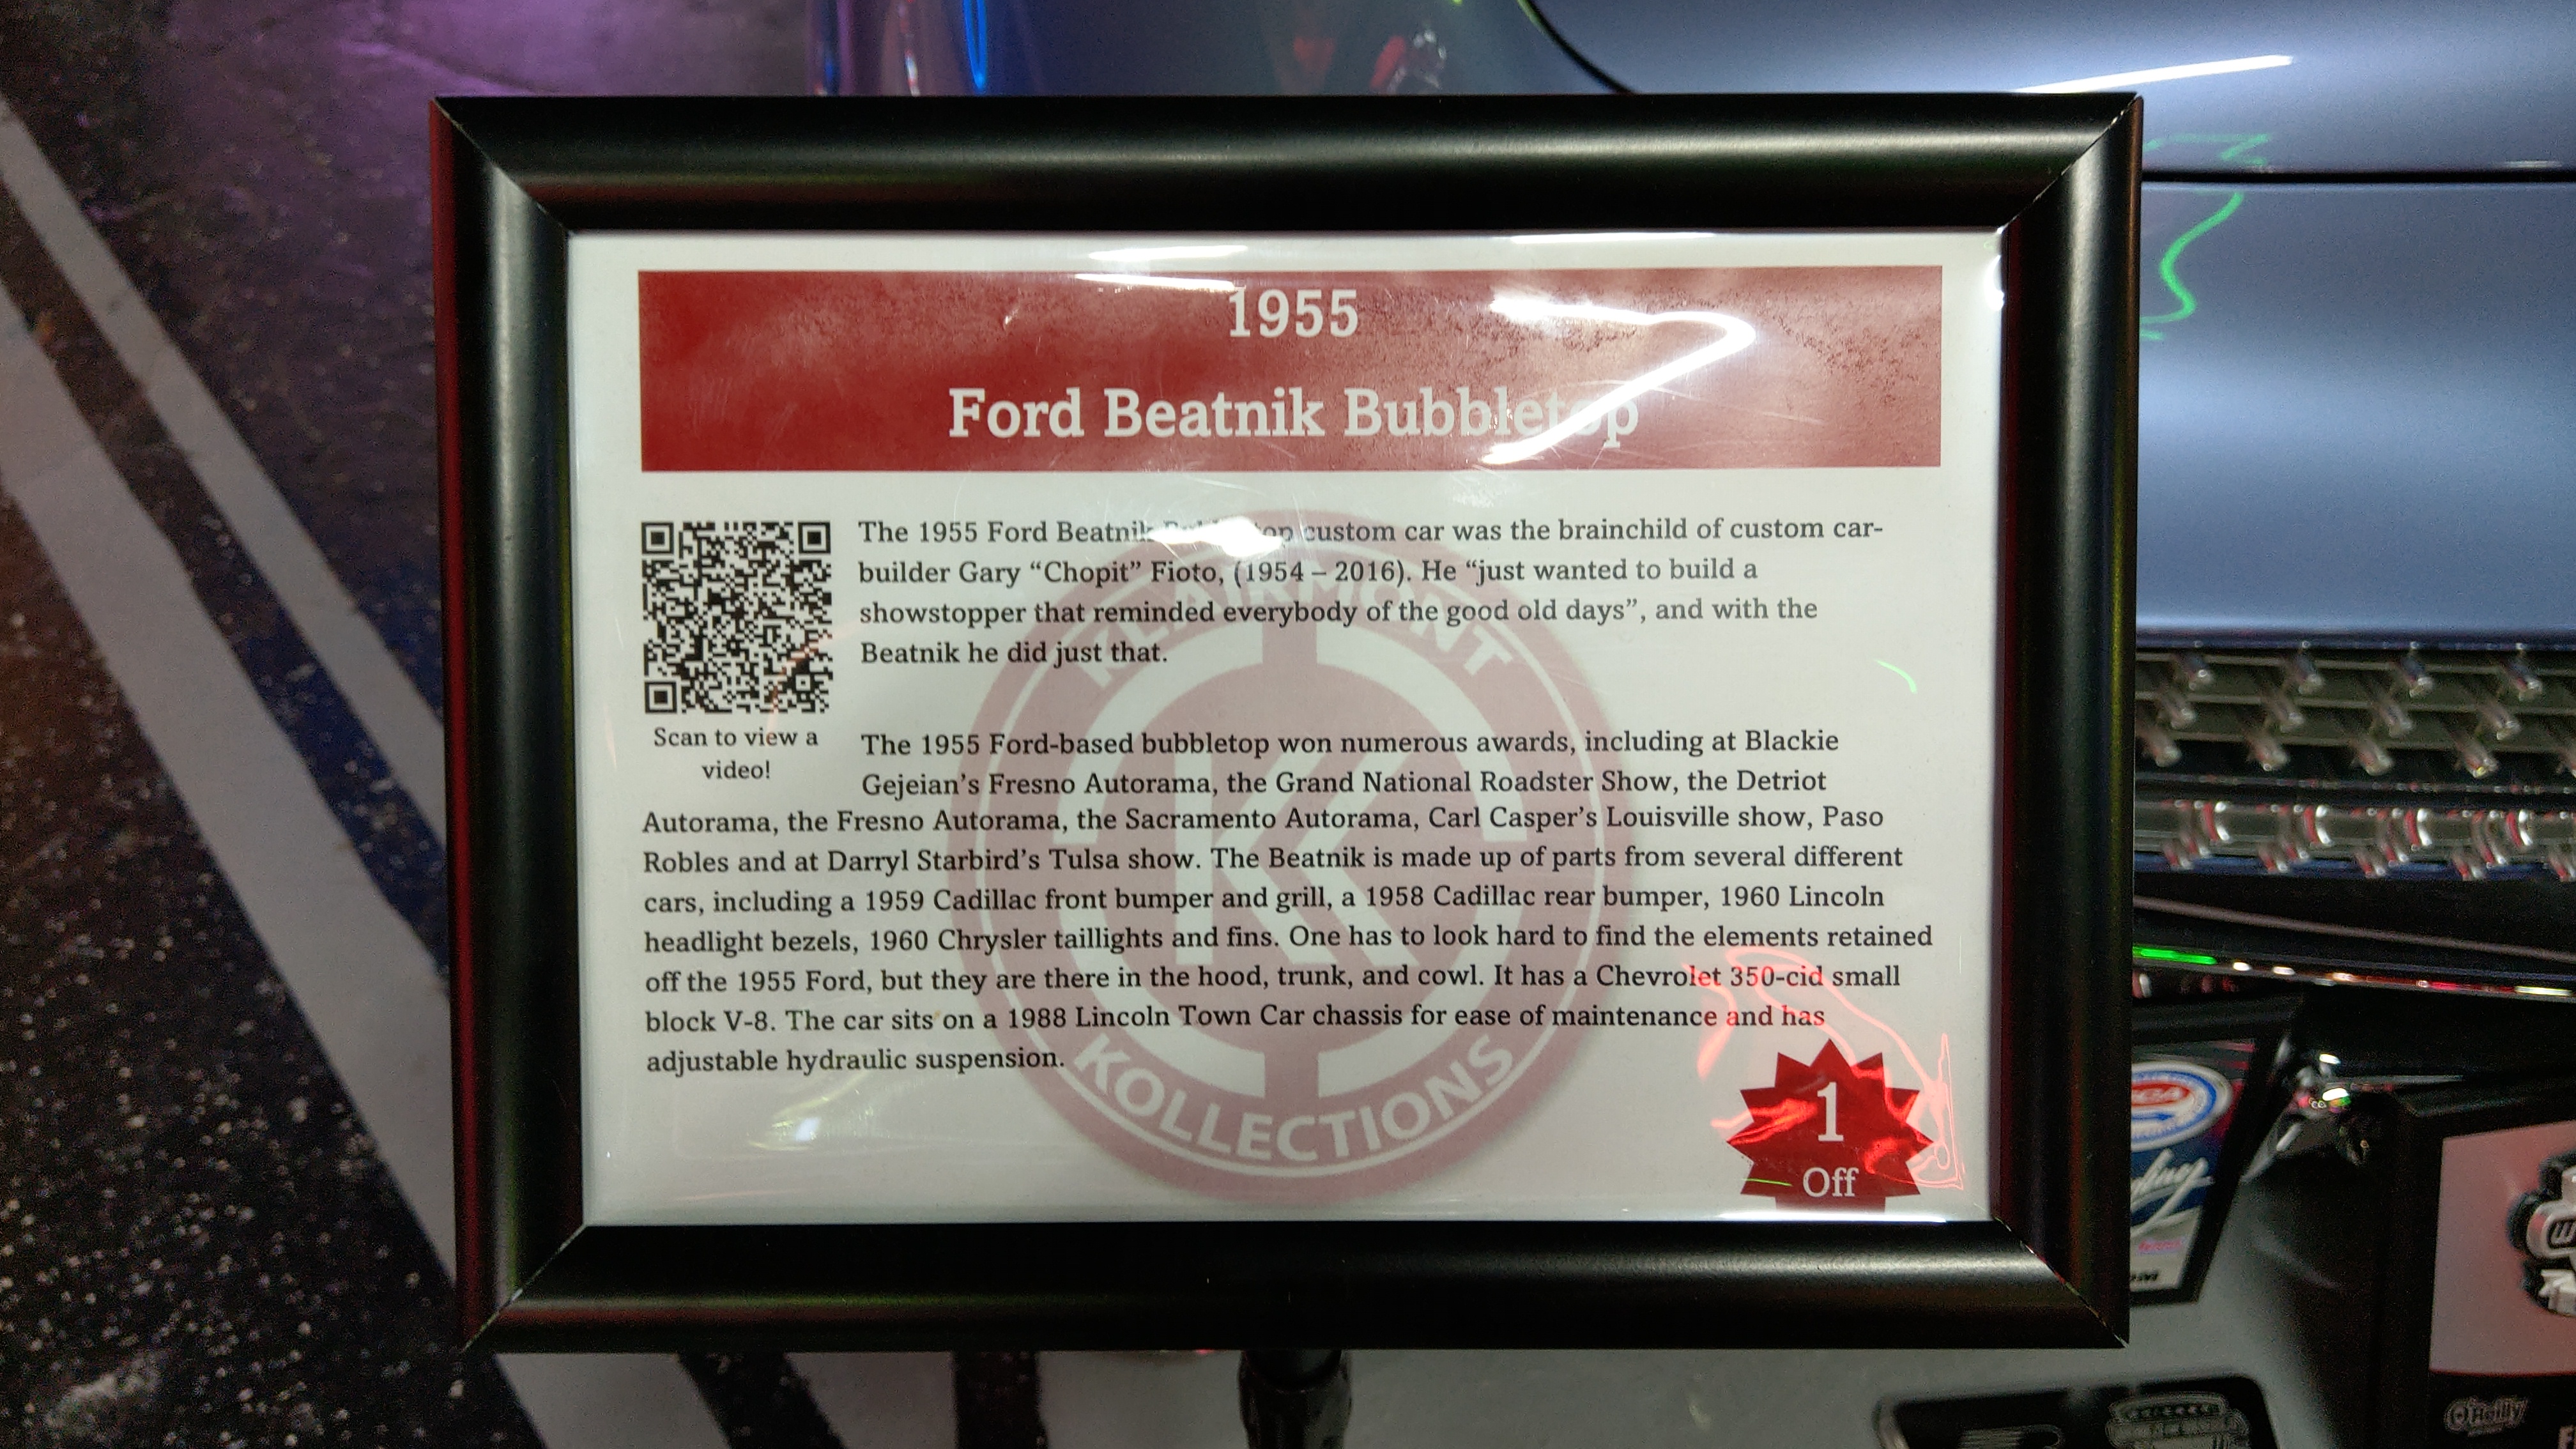 1955
Ford Beatnik Bubbletop
The 1955 Ford Beatnik custom car was the brainchild of custom car-
builder Gary “Chopit” Fioto, (1954 – 2016). He “just wanted to build a
showstopper that reminded everybody of the good old days”, and with the
Beatnik he did just that.
Scan to view a
video!
The 1955 Ford-based bubbletop won numerous awards, including at Blackie
Gejeian’s Fresno Autorama, the Grand National Roadster Show, the Detriot
Autorama, the Fresno Autorama, the Sacramento Autorama, Carl Casper’s Louisville show, Paso
Robles and at Darryl Starbird’s Tulsa show. The Beatnik is made up of parts from several different
cars, including a 1959 Cadillac front bumper and grill, a 1958 Cadillac rear bumper, 1960 Lincoln
headlight bezels, 1960 Chrysler taillights and fins. One has to look hard to find the elements retained
off the 1955 Ford, but they are there in the hood, trunk, and cowl. It has a Chevrolet 350-cid small
block V-8. The car sits on a 1988 Lincoln Town Car chassis for ease of maintenance and has
adjustable hydraulic suspension.
KLAIRMONT
KOLLECTIONS
1
Off
O'Reilly